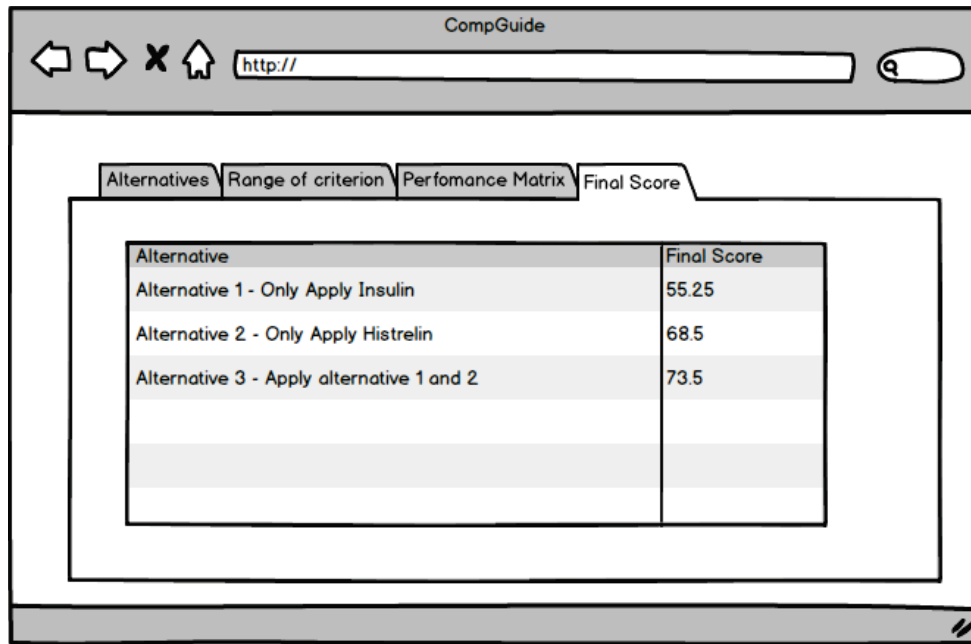 CompGuide
http://
Alternatives Range of criterion Perfomance Matrix Final Score
Alternative Final Score
Alternative 1 - Only Apply Insulin 55.25
Alternative 2 - Only Apply Histrelin 68.5
Alternative 3 - Apply alternative 1 and 2 73.5